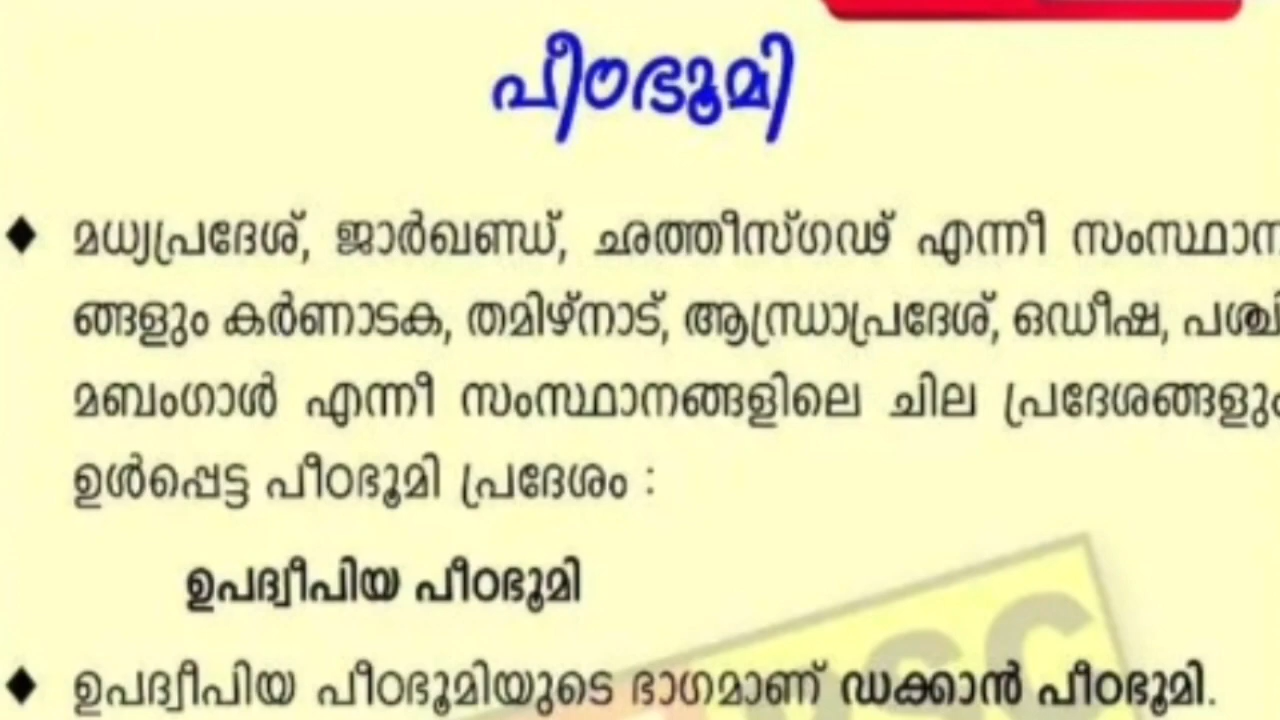 പീഠഭൂമി
♦ മധ്യപ്രദേശ്, ജാർഖണ്ഡ്, ഛത്തീസ്ഗഢ് എന്നീ സംസ്ഥാന
ങ്ങളും കർണാടക, തമിഴ്നാട്, ആന്ധ്രാപ്രദേശ്, ഒഡീഷ, പശ്ചി
മബംഗാൾ എന്നീ സംസ്ഥാനങ്ങളിലെ ചില പ്രദേശങ്ങളും
ഉൾപ്പെട്ട പീഠഭൂമി പ്രദേശം :
ഉപദ്വീപിയ പീഠഭൂമി
♦ ഉപദ്വീപിയ പീഠഭൂമിയുടെ ഭാഗമാണ് ഡക്കാൻ പീഠഭൂമി.
PSC